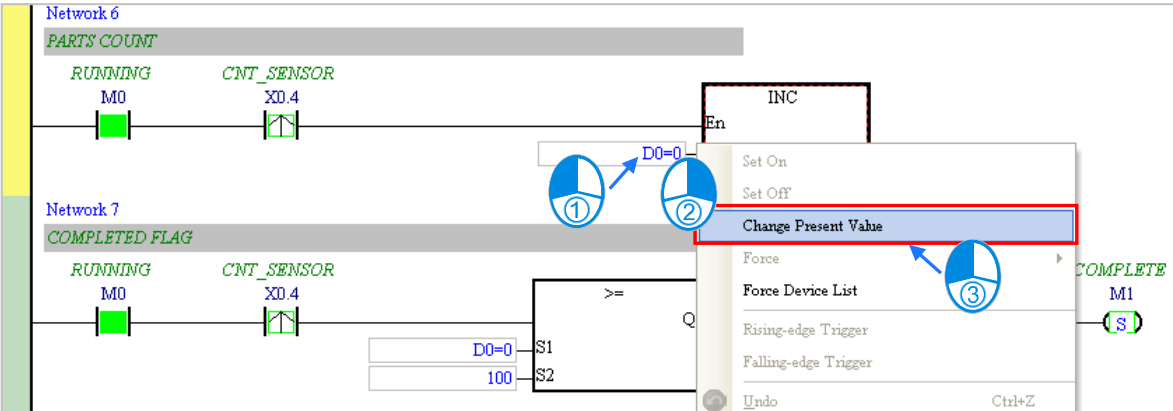 Network 6
PARTS COUNT
RUNNING CNT_SENSOR
M0 X0.4
INC
En
D0=0
① ②
Set On
Set Off
Change Present Value
Force
Force Device List
③
Rising-edge Trigger
Falling-edge Trigger
Undo Ctrl+Z
Network 7
COMPLETED FLAG
RUNNING CNT_SENSOR
M0 X0.4
>=
Q
D0=0 S1
100 S2
COMPLETE
M1
S